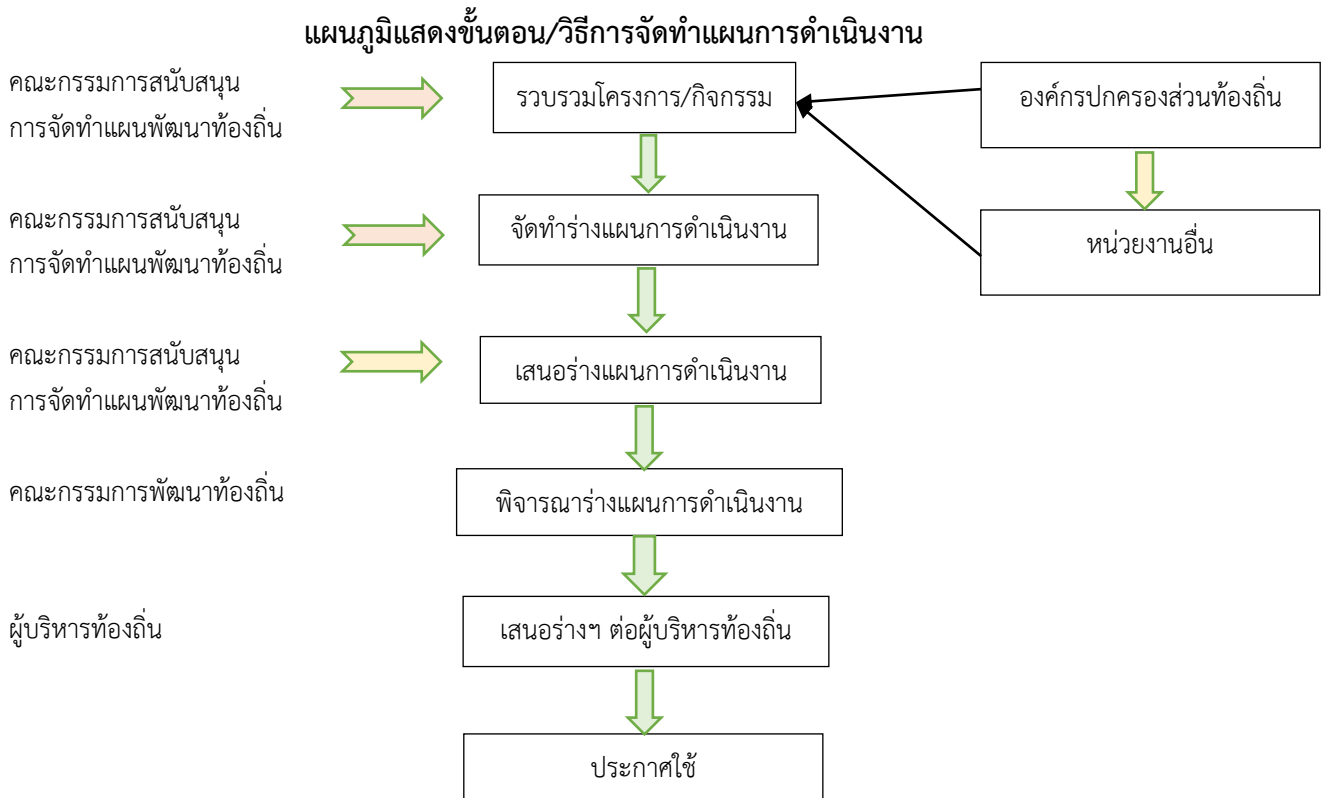 แผนภูมิแสดงขั้นตอน/วิธีการจัดทำแผนการดำเนินงาน
คณะกรรมการสนับสนุน
การจัดทำแผนพัฒนาท้องถิ่น
รวบรวมโครงการ/กิจกรรม
องค์กรปกครองส่วนท้องถิ่น
คณะกรรมการสนับสนุน
การจัดทำแผนพัฒนาท้องถิ่น
จัดทำร่างแผนการดำเนินงาน
หน่วยงานอื่น
คณะกรรมการสนับสนุน
การจัดทำแผนพัฒนาท้องถิ่น
เสนอร่างแผนการดำเนินงาน
คณะกรรมการพัฒนาท้องถิ่น
พิจารณาร่างแผนการดำเนินงาน
ผู้บริหารท้องถิ่น
เสนอร่างฯ ต่อผู้บริหารท้องถิ่น
ประกาศใช้